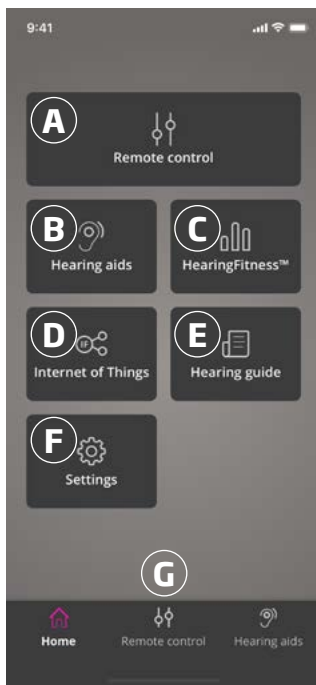 9:41
A
Remote control
B
C
Hearing aids
HearingFitness™
D
E
IF
Internet of Things
Hearing guide
F
Settings
G
Home
Remote control
Hearing aids